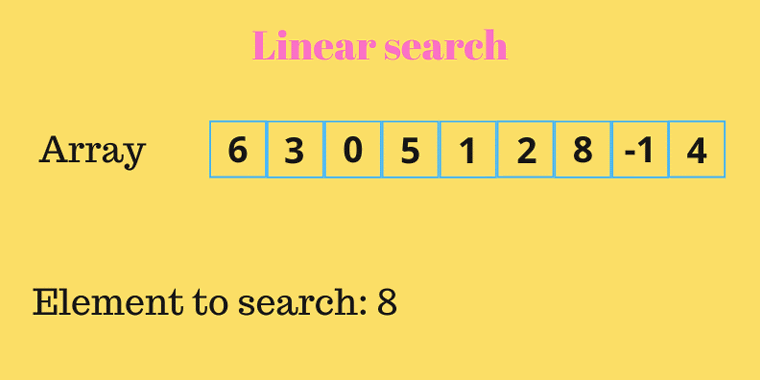 Linear search
Array 6 3 0 5 1 2 8 -1 4
Element to search: 8